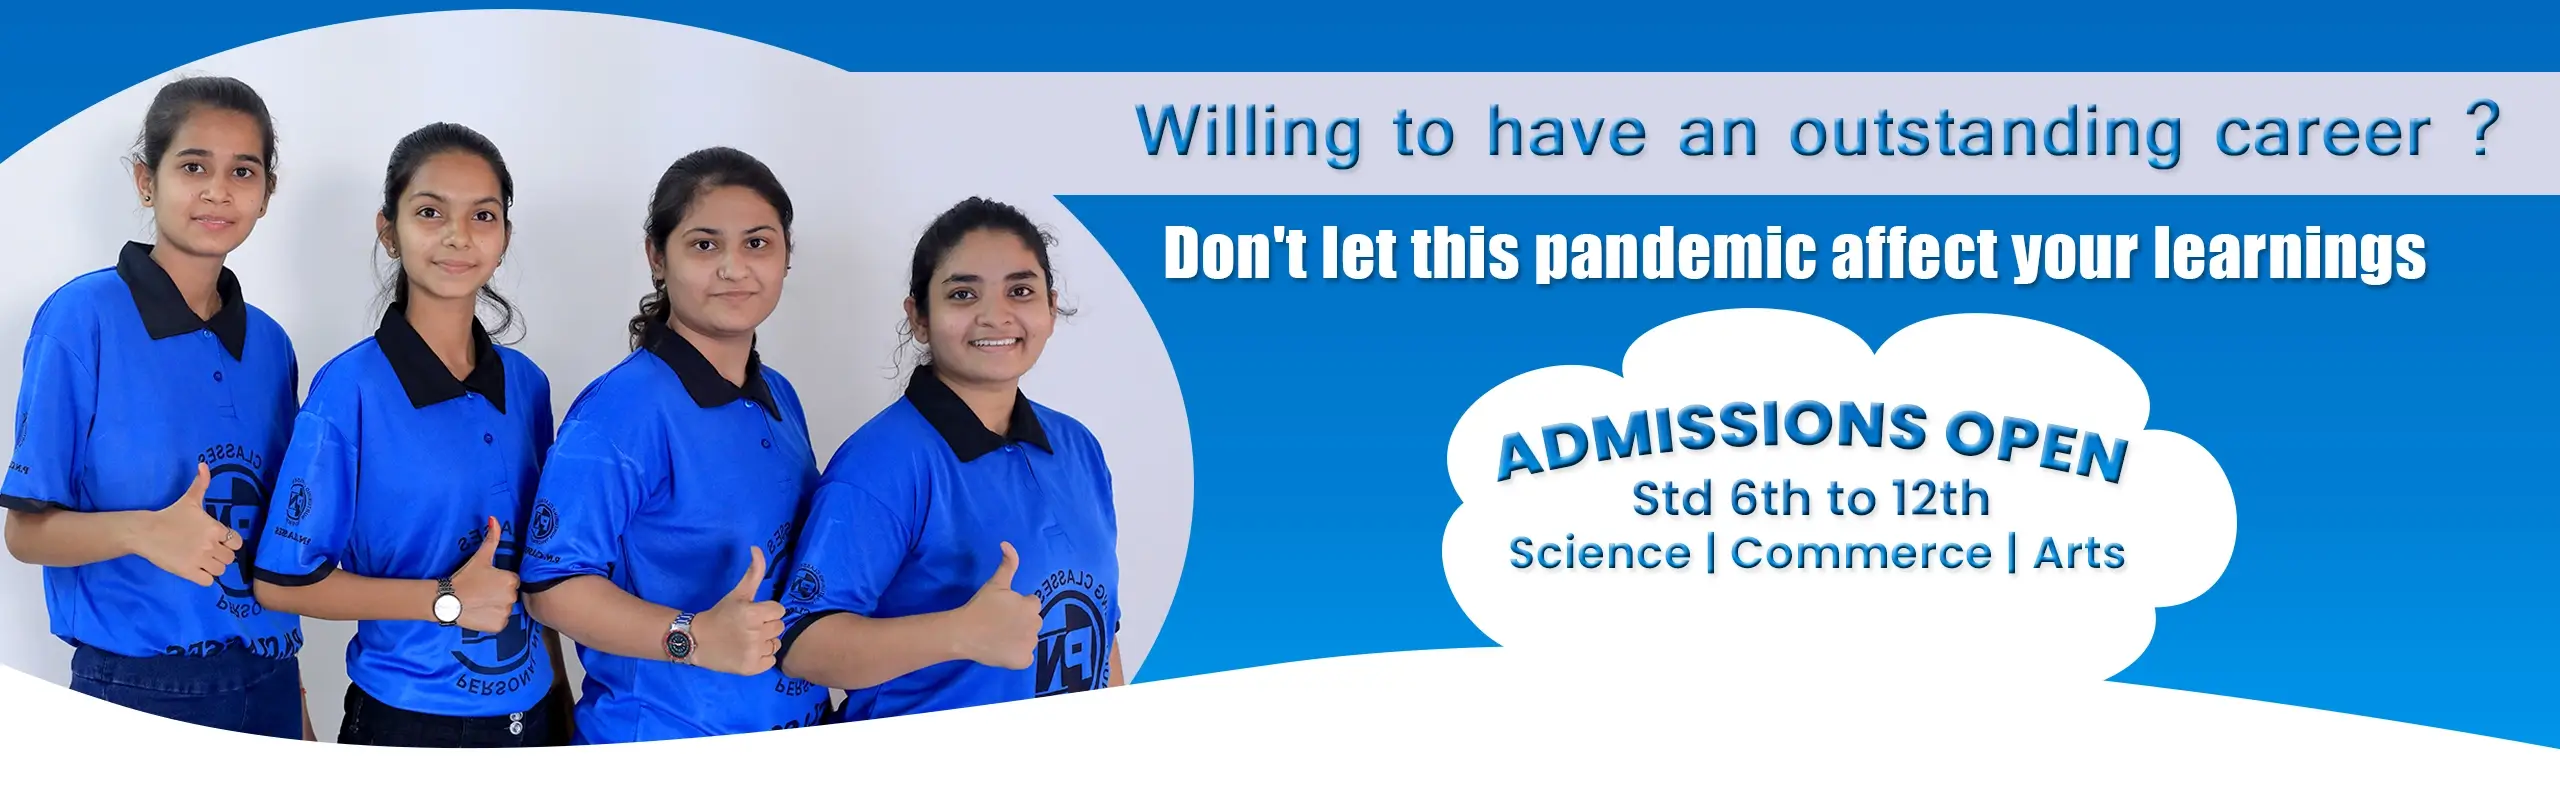 Willing to have an outstanding career ?
Don't let this pandemic affect your learnings
ADMISSIONS OPEN
Std 6th to 12th
Science | Commerce | Arts